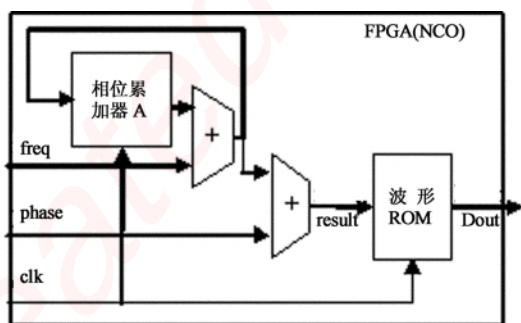 FPGA(NCO)
相位累
加器 A
+
freq
+
波 形
ROM
phase
result
Dout
clk